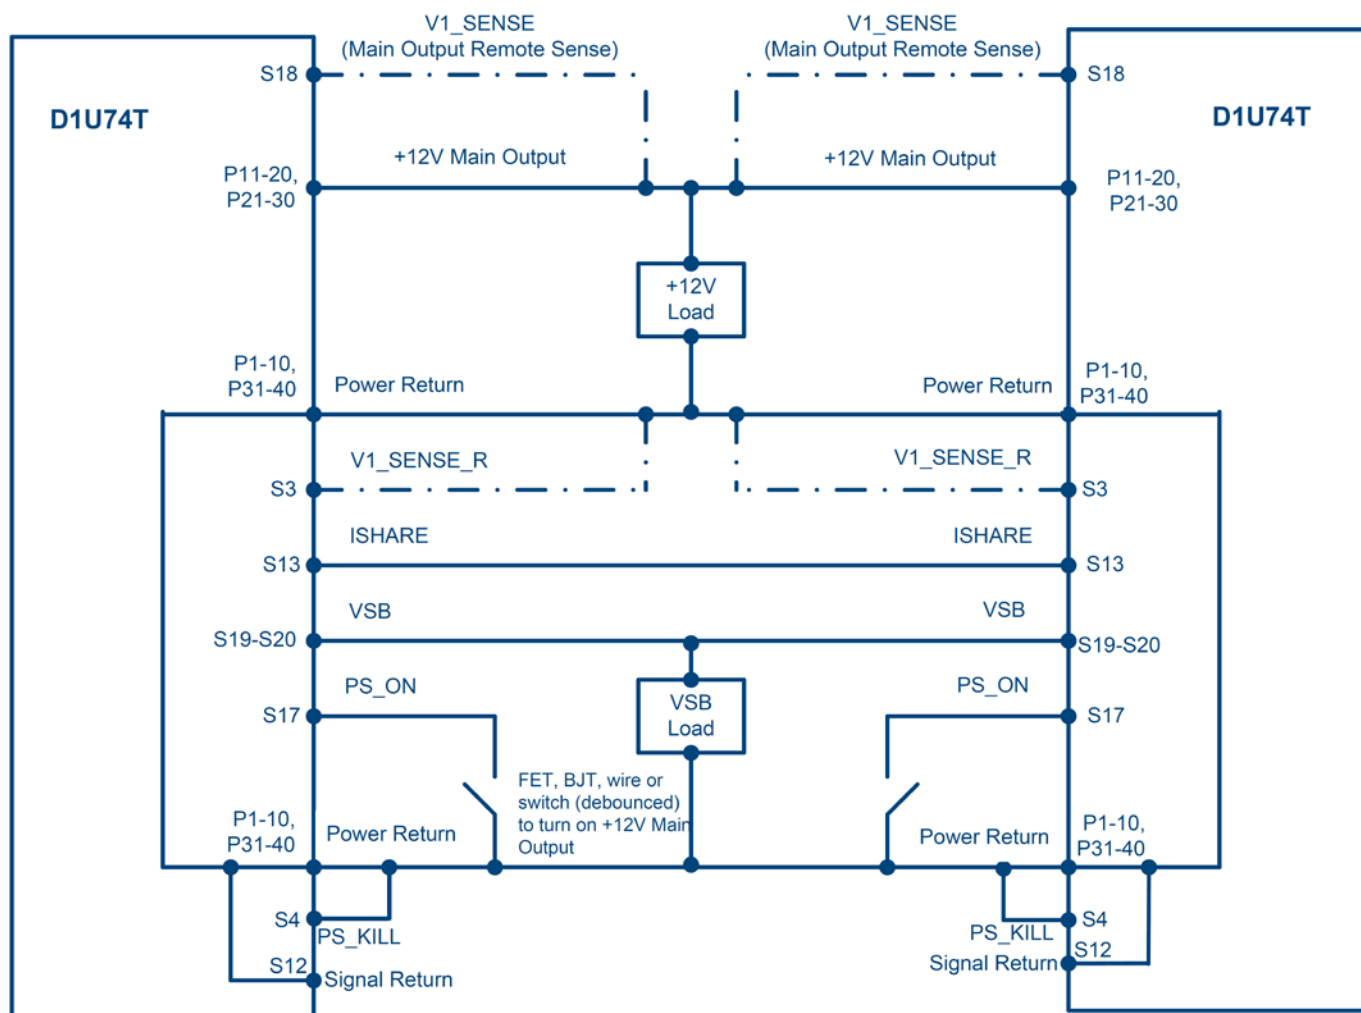 V1_SENSE
(Main Output Remote Sense)
V1_SENSE
(Main Output Remote Sense)
S18
S18
D1U74T
D1U74T
+12V Main Output
+12V Main Output
P11-20,
P21-30
P11-20,
P21-30
+12V
Load
P1-10,
P31-40
Power Return
Power Return
P1-10,
P31-40
V1_SENSE_R
V1_SENSE_R
S3
S3
ISHARE
ISHARE
S13
S13
VSB
VSB
S19-S20
S19-S20
PS_ON
PS_ON
S17
S17
VSB
Load
FET, BJT, wire or
switch (debounced)
to turn on +12V Main
Output
P1-10,
P31-40
Power Return
Power Return
P1-10,
P31-40
S4
S4
PS_KILL
PS_KILL
S12
Signal Return
Signal Return
S12